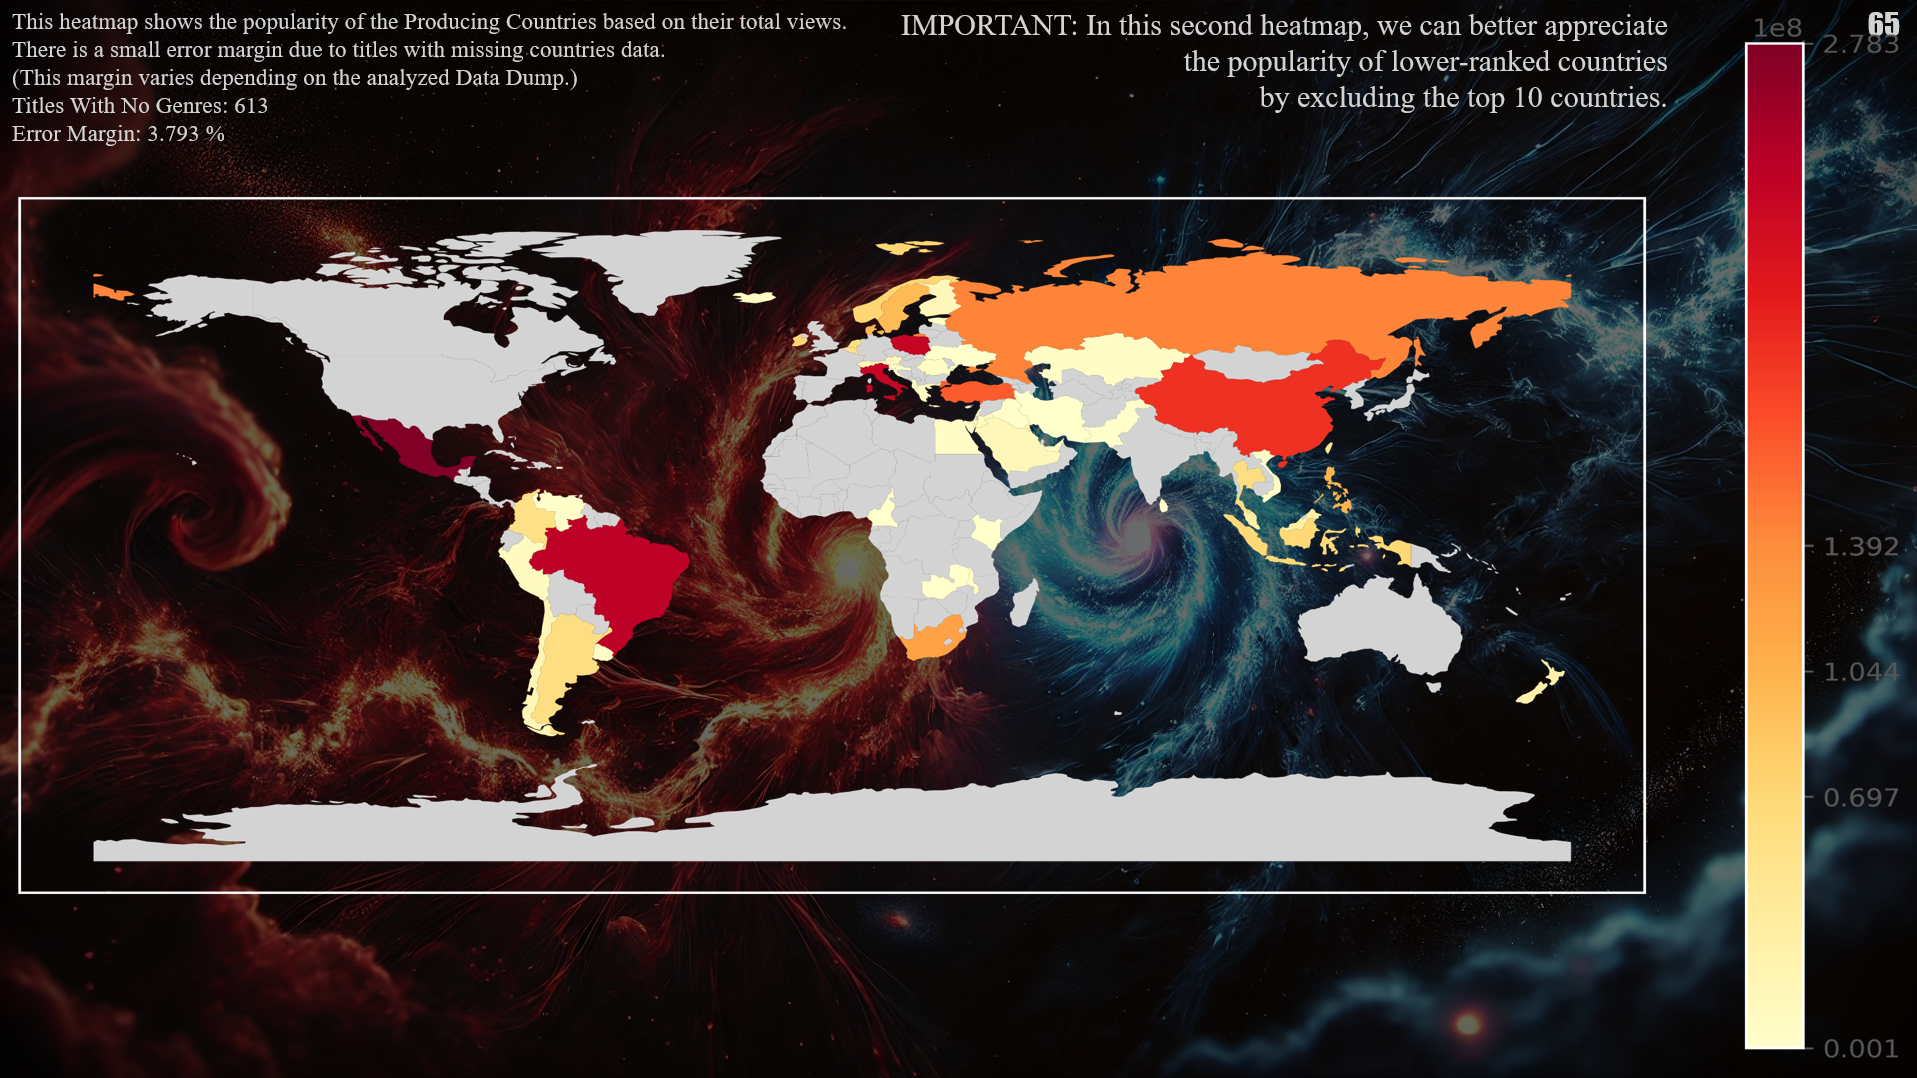 This heatmap shows the popularity of the Producing Countries based on their total views.
There is a small error margin due to titles with missing countries data.
(This margin varies depending on the analyzed Data Dump.)
Titles With No Genres: 613
Error Margin: 3.793 %
IMPORTANT: In this second heatmap, we can better appreciate
the popularity of lower-ranked countries
by excluding the top 10 countries.
65
1e8
2.783
1.392
1.044
0.697
0.001